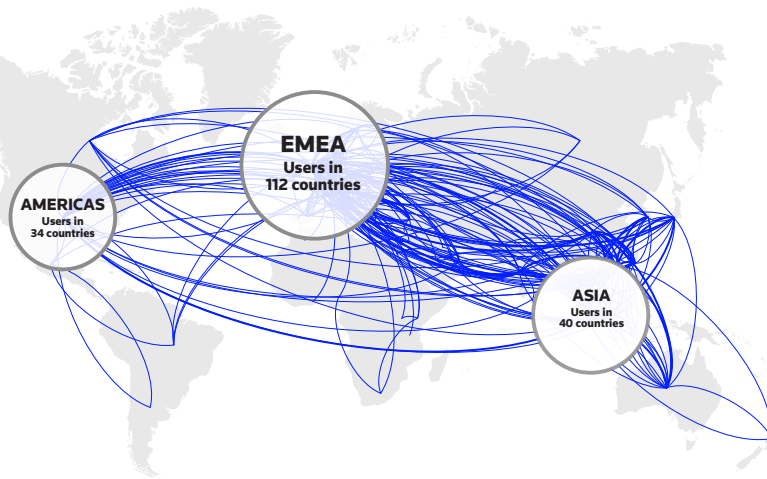 EMEA
Users in
112 countries
AMERICAS
Users in
34 countries
ASIA
Users in
40 countries